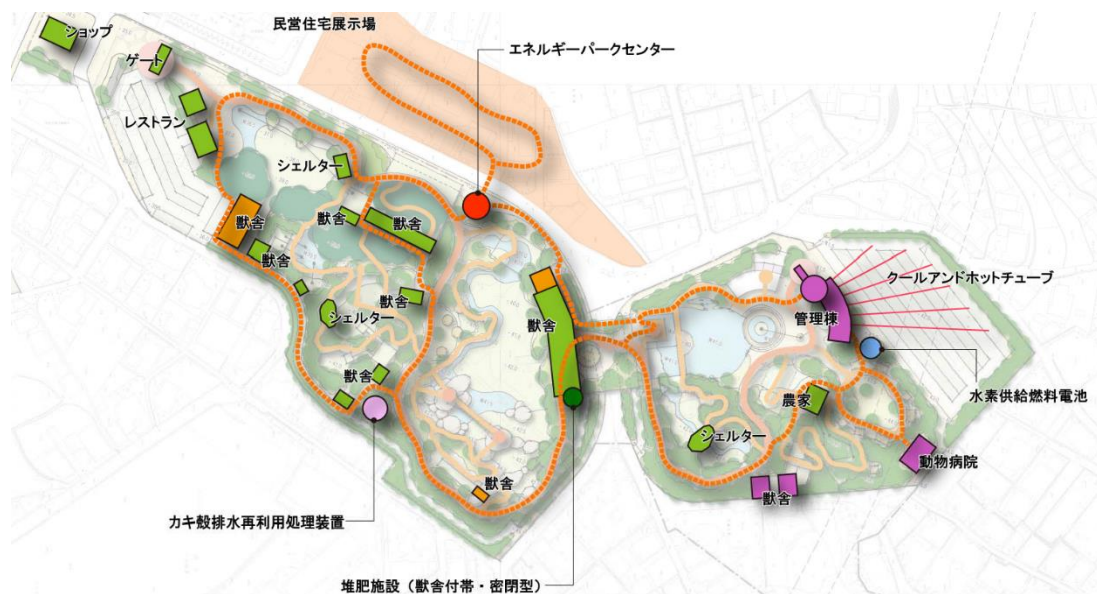 民営住宅展示場
ショップ
エネルギーパークセンター
ゲート
レストラン
シェルター
獣舎
獣舎
獣舎
獣舎
クールアンドホットチューブ
獣舎
シェルター
獣舎
管理棟
獣舎
農家
水素供給燃料電池
シェルター
動物病院
獣舎
獣舎
カキ殻排水再利用処理装置
堆肥施設（獣舎付帯・密閉型）